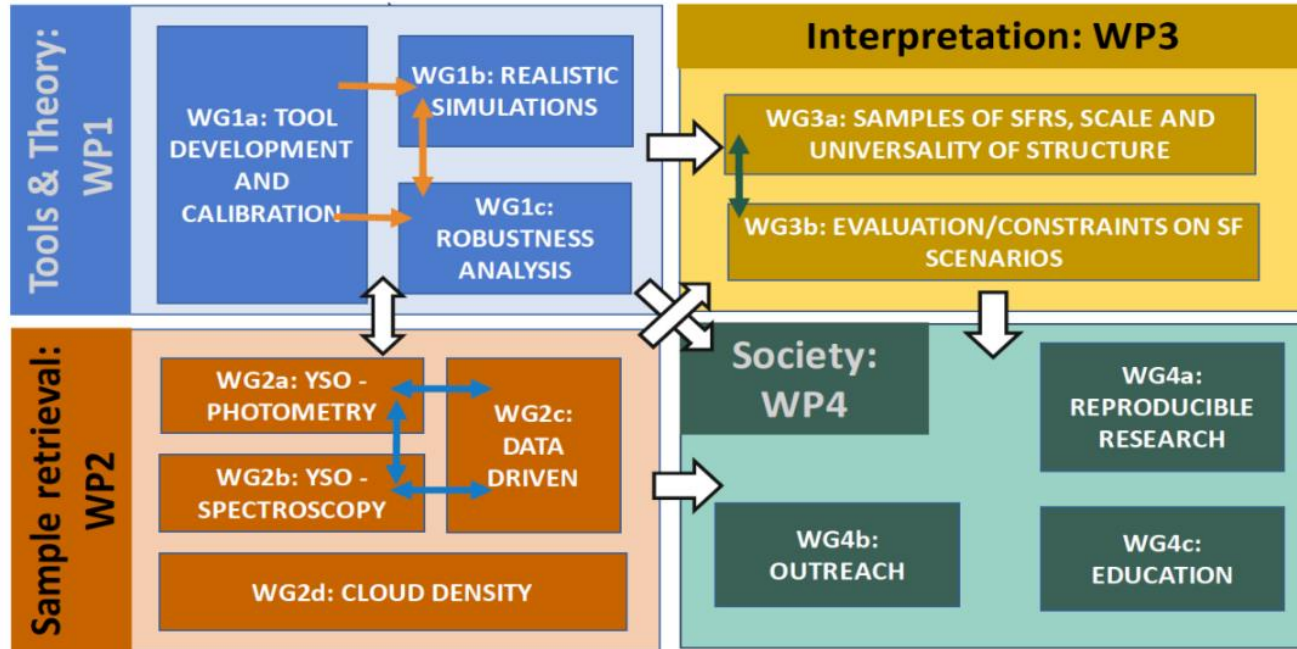 Tools & Theory:
WP1
WG1a: TOOL
DEVELOPMENT
AND
CALIBRATION
WG1b: REALISTIC
SIMULATIONS
WG1c:
ROBUSTNESS
ANALYSIS
Interpretation: WP3
WG3a: SAMPLES OF SFRS, SCALE AND
UNIVERSALITY OF STRUCTURE
WG3b: EVALUATION/CONSTRAINTS ON SF
SCENARIOS
Sample retrieval:
WP2
WG2a: YSO -
PHOTOMETRY
WG2b: YSO -
SPECTROSCOPY
WG2c:
DATA
DRIVEN
WG2d: CLOUD DENSITY
Society:
WP4
WG4a:
REPRODUCIBLE
RESEARCH
WG4b:
OUTREACH
WG4c:
EDUCATION